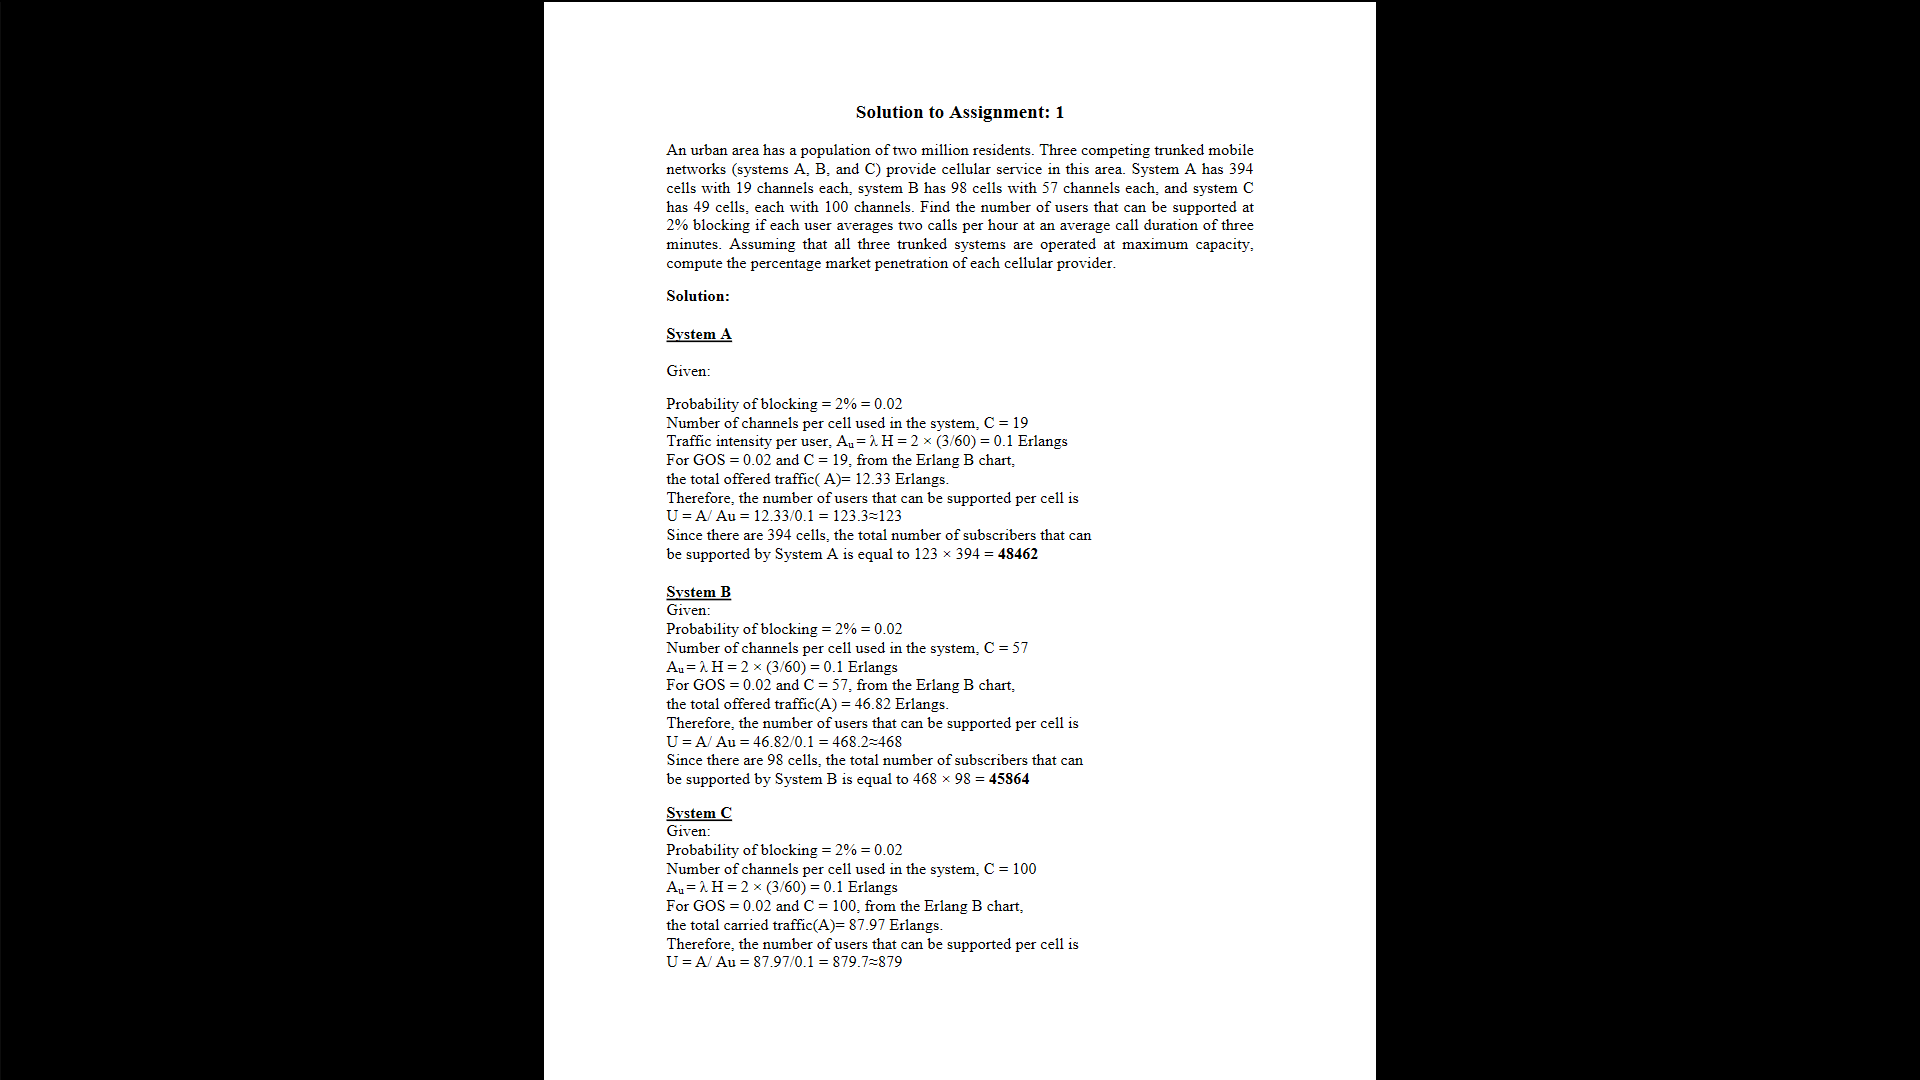 Solution to Assignment: 1
An urban area has a population of two million residents. Three competing trunked mobile
networks (systems A, B, and C) provide cellular service in this area. System A has 394
cells with 19 channels each, system B has 98 cells with 57 channels each, and system C
has 49 cells, each with 100 channels. Find the number of users that can be supported at
2% blocking if each user averages two calls per hour at an average call duration of three
minutes. Assuming that all three trunked systems are operated at maximum capacity,
compute the percentage market penetration of each cellular provider.
Solution:
System A
Given:
Probability of blocking = 2% = 0.02
Number of channels per cell used in the system, C = 19
Traffic intensity per user, Au = λ H = 2 × (3/60) = 0.1 Erlangs
For GOS = 0.02 and C = 19, from the Erlang B chart,
the total offered traffic( A)= 12.33 Erlangs.
Therefore, the number of users that can be supported per cell is
U = A/ Au = 12.33/0.1 = 123.3≈123
Since there are 394 cells, the total number of subscribers that can
be supported by System A is equal to 123 × 394 = 48462
System B
Given:
Probability of blocking = 2% = 0.02
Number of channels per cell used in the system, C = 57
Au = λ H = 2 × (3/60) = 0.1 Erlangs
For GOS = 0.02 and C = 57, from the Erlang B chart,
the total offered traffic(A) = 46.82 Erlangs.
Therefore, the number of users that can be supported per cell is
U = A/ Au = 46.82/0.1 = 468.2≈468
Since there are 98 cells, the total number of subscribers that can
be supported by System B is equal to 468 × 98 = 45864
System C
Given:
Probability of blocking = 2% = 0.02
Number of channels per cell used in the system, C = 100
Au = λ H = 2 × (3/60) = 0.1 Erlangs
For GOS = 0.02 and C = 100, from the Erlang B chart,
the total carried traffic(A)= 87.97 Erlangs.
Therefore, the number of users that can be supported per cell is
U = A/ Au = 87.97/0.1 = 879.7≈879